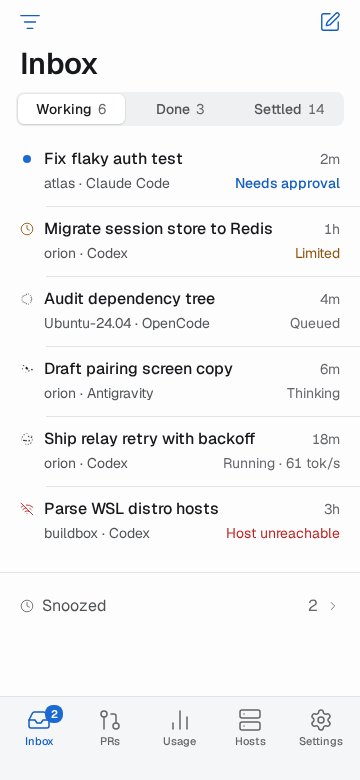 Inbox
Working 6 Done 3 Settled 14
Fix flaky auth test 2m
atlas · Claude Code Needs approval
Migrate session store to Redis 1h
orion · Codex Limited
Audit dependency tree 4m
Ubuntu-24.04 · OpenCode Queued
Draft pairing screen copy 6m
orion · Antigravity Thinking
Ship relay retry with backoff 18m
orion · Codex Running · 61 tok/s
Parse WSL distro hosts 3h
buildbox · Codex Host unreachable
Snoozed 2
2
Inbox PRs Usage Hosts Settings